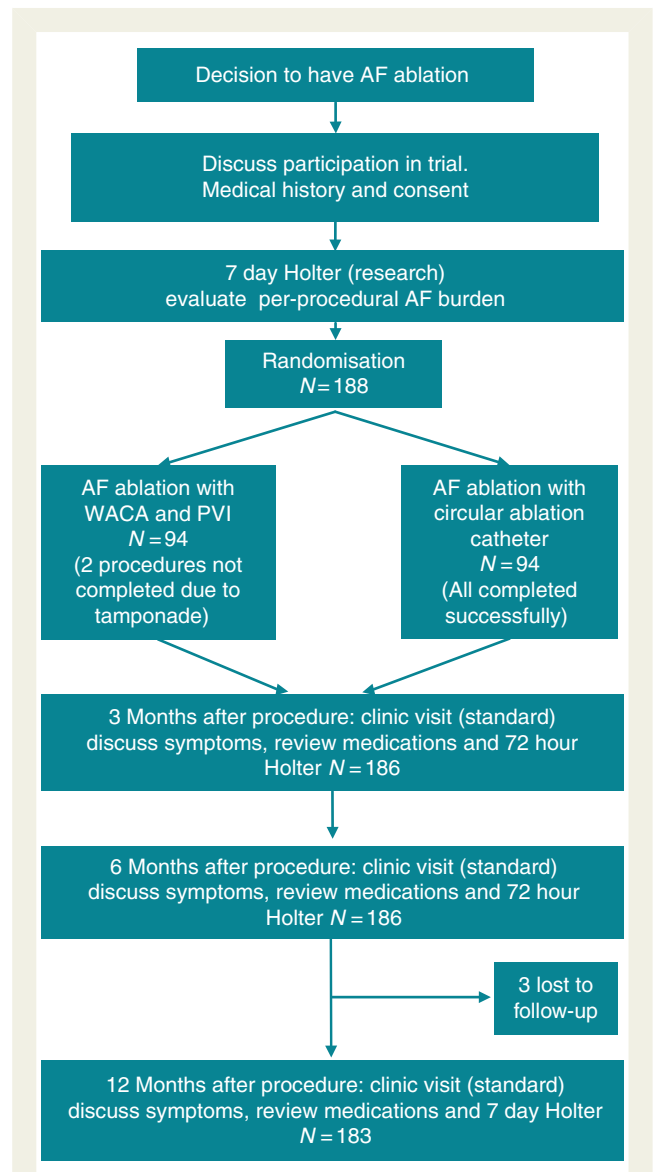 Decision to have AF ablation
Discuss participation in trial.
Medical history and consent
7 day Holter (research)
evaluate per-procedural AF burden
Randomisation
N = 188
AF ablation with
WACA and PVI
N = 94
(2 procedures not
completed due to
tamponade)
AF ablation with
circular ablation
catheter
N = 94
(All completed
successfully)
3 Months after procedure: clinic visit (standard)
discuss symptoms, review medications and 72 hour
Holter N = 186
6 Months after procedure: clinic visit (standard)
discuss symptoms, review medications and 72 hour
Holter N = 186
3 lost to
follow-up
12 Months after procedure: clinic visit (standard)
discuss symptoms, review medications and 7 day Holter
N = 183